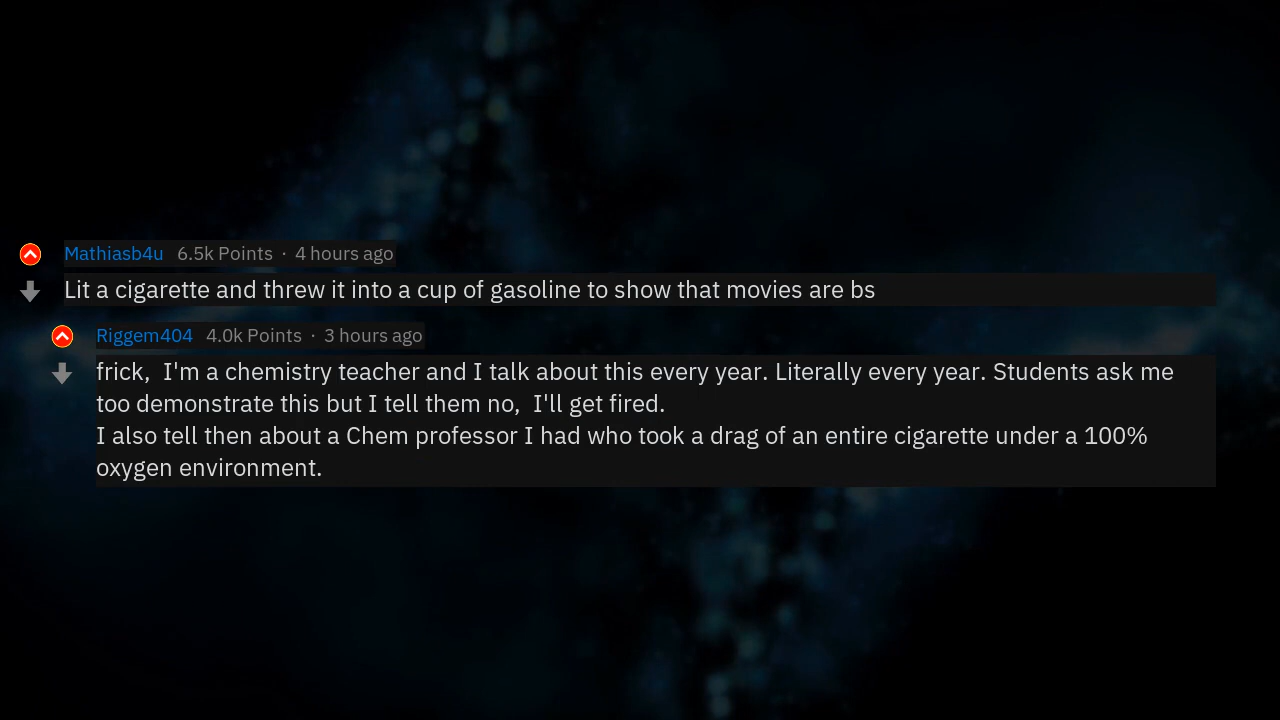 Mathiasb4u 6.5k Points · 4 hours ago
Lit a cigarette and threw it into a cup of gasoline to show that movies are bs
Riggem404 4.0k Points · 3 hours ago
frick,  I'm a chemistry teacher and I talk about this every year. Literally every year. Students ask me
too demonstrate this but I tell them no,  I'll get fired.
I also tell then about a Chem professor I had who took a drag of an entire cigarette under a 100%
oxygen environment.